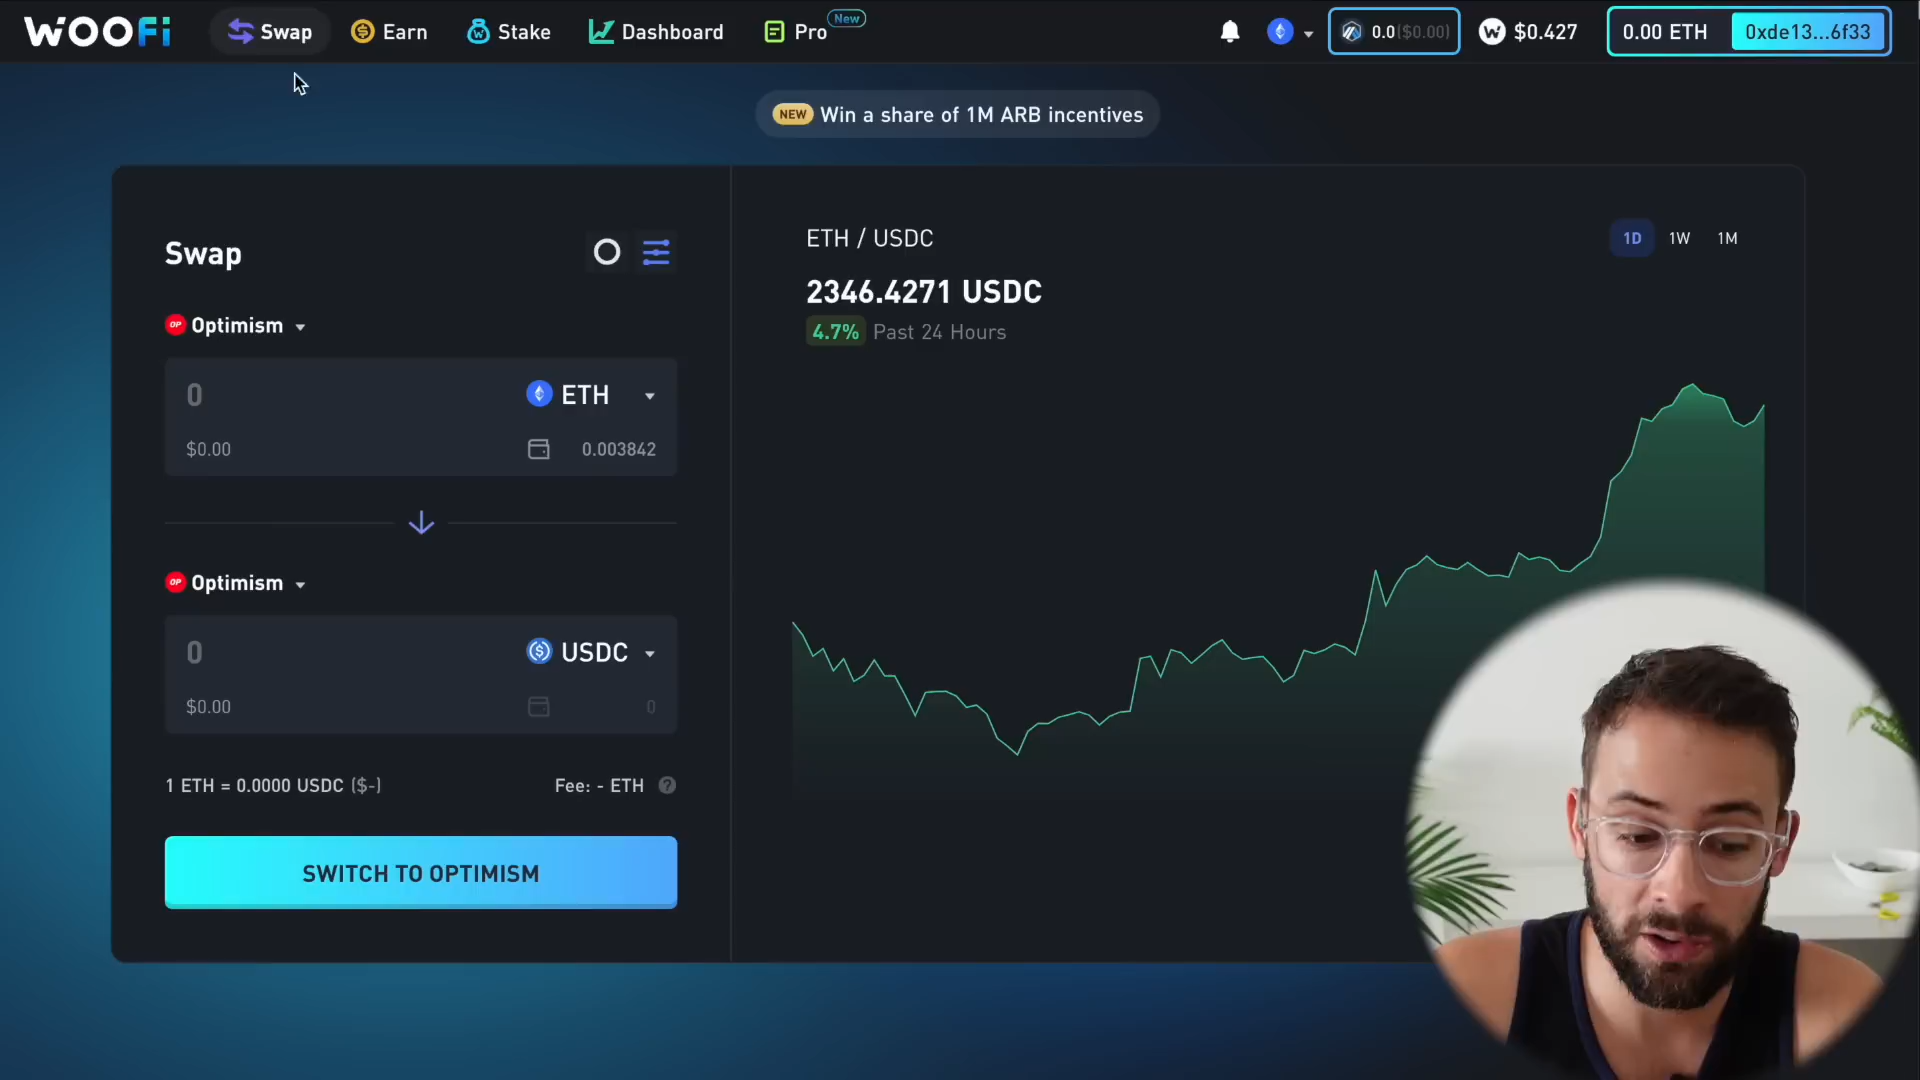 WOOFi
Swap
Earn
Stake
Dashboard
Pro
New
0.0($0.00)
$0.427
0.00 ETH
0xde13...6f33
NEW Win a share of 1M ARB incentives
Swap
OP Optimism
0
ETH
$0.00
0.003842
OP Optimism
0
USDC
$0.00
0
1 ETH = 0.0000 USDC ($-)
Fee: - ETH
SWITCH TO OPTIMISM
ETH / USDC
1D 1W 1M
2346.4271 USDC
4.7% Past 24 Hours